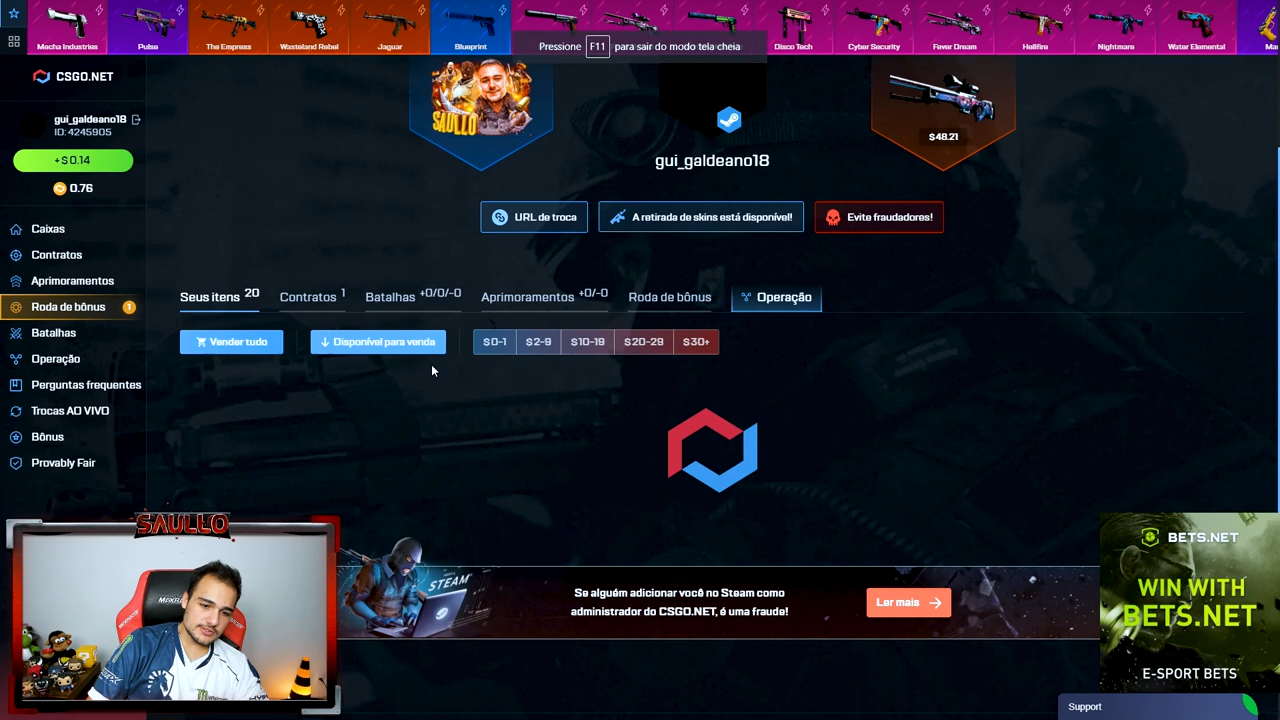 Mecha Industries
Pulse
The Empress
Wasteland Rebel
Jaguar
Blueprint
Disco Tech
Cyber Security
Fever Dream
Hellfire
Nightmare
Water Elemental
Pressione F11 para sair do modo tela cheia
CSGO.NET
gui_galdeano18
ID: 4245905
+$0.14
0.76
Caixas
Contratos
Aprimoramentos
Roda de bônus 1
Batalhas
Operação
Perguntas frequentes
Trocas AO VIVO
Bônus
Provably Fair
SAULLO
$48.21
gui_galdeano18
URL de troca
A retirada de skins está disponível!
Evite fraudadores!
Seus itens 20
Contratos 1
Batalhas +0/0/-0
Aprimoramentos +0/-0
Roda de bônus
Operação
Vender tudo
Disponível para venda
$0-1
$2-9
$10-19
$20-29
$30+
STEAM
Se alguém adicionar você no Steam como
administrador do CSGO.NET, é uma fraude!
Ler mais
SAULLO
BETS.NET
WIN WITH
BETS.NET
E-SPORT BETS
Support